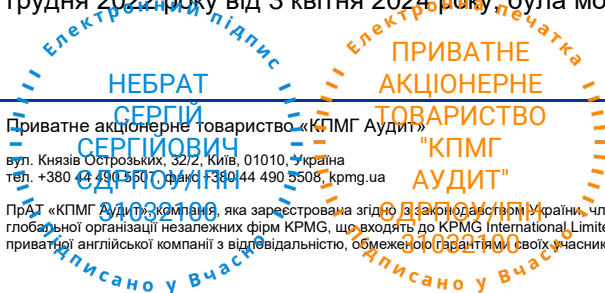 грудня 2022 року від 3 квітня 2024 року, була мо
Електронний підпис
НЕБРАТ
СЕРГІЙ
СЕРГІЙОВИЧ
ЄДРПОУ/ІПН
31032100
Підписано у Вчасно
Електронна печатка
ПРИВАТНЕ
АКЦІОНЕРНЕ
ТОВАРИСТВО
"КПМГ
АУДИТ"
ЄДРПОУ/ІПН
31032100
Підписано у Вчасно
Приватне акціонерне товариство «КПМГ Аудит»
вул. Князів Острозьких, 32/2, Київ, 01010, Україна
тел. +380 44 490 5507, факс +380 44 490 5508, kpmg.ua
ПрАТ «КПМГ Аудит», компанія, яка зареєстрована згідно із законодавством України, чл
глобальної організації незалежних фірм KPMG, що входять до KPMG International Limite
приватної англійської компанії з відповідальністю, обмеженою гарантіями своїх учасник